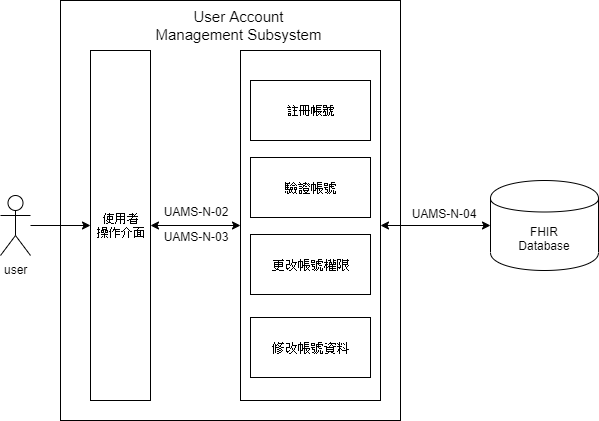 User Account
Management Subsystem
註冊帳號
驗證帳號
更改帳號權限
修改帳號資料
使用者
操作介面
UAMS-N-02
UAMS-N-03
UAMS-N-04
FHIR
Database
user